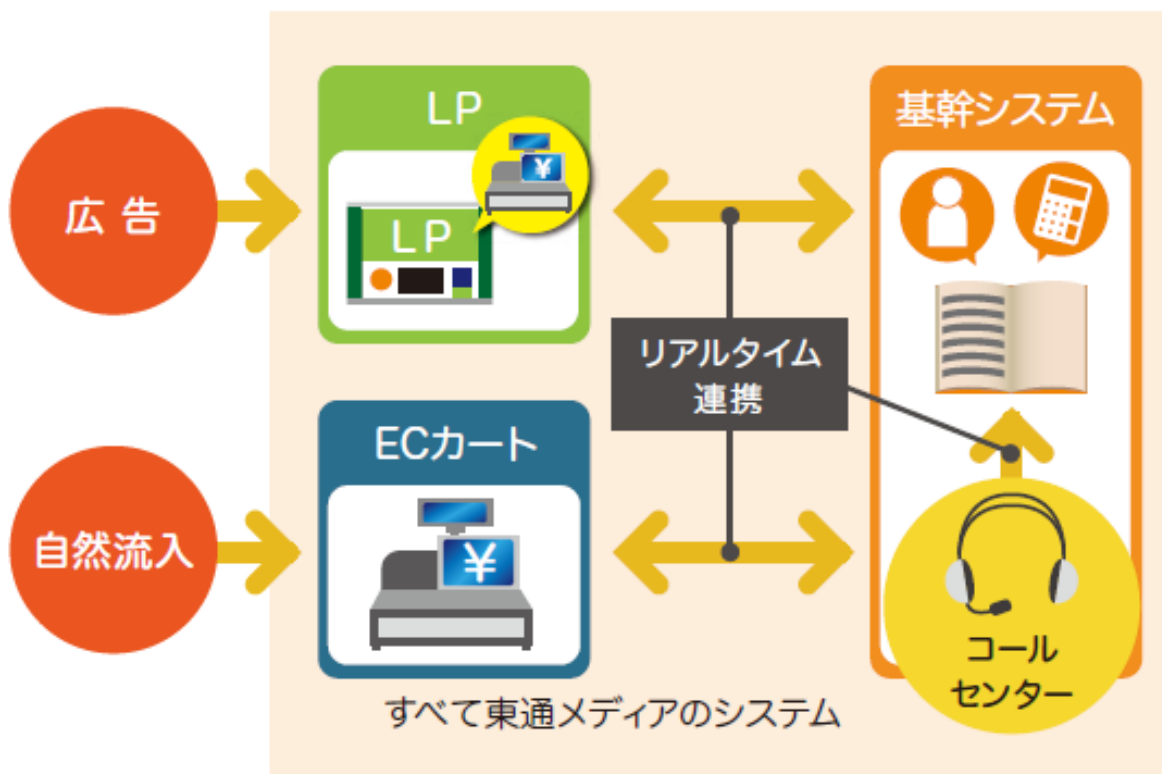 広告
LP
LP
¥
基幹システム
リアルタイム
連携
自然流入
ECカート
¥
コール
センター
すべて東通メディアのシステム